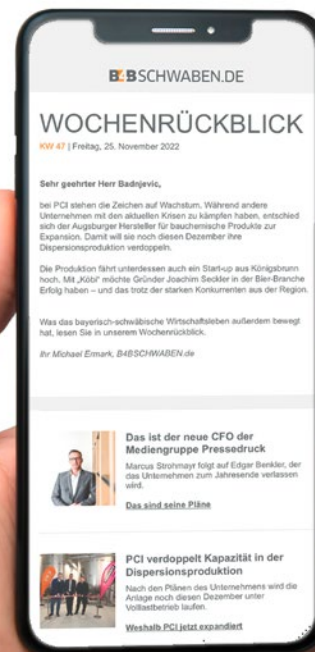 B4BSCHWABEN.DE
WOCHENRÜCKBLICK
KW 47 | Freitag, 25. November 2022
Sehr geehrter Herr Badnjevic,
bei PCI stehen die Zeichen auf Wachstum. Während andere
Unternehmen mit den aktuellen Krisen zu kämpfen haben, entschied
sich der Augsburger Hersteller für bauchemische Produkte zur
Expansion. Damit will sie noch diesen Dezember ihre
Dispersionsproduktion verdoppeln.
Die Produktion fährt unterdessen auch ein Start-up aus Königsbrunn
hoch. Mit „Köbi" möchte Gründer Joachim Seckler in der Bier-Branche
Erfolg haben – und das trotz der starken Konkurrenten aus der Region.
Was das bayerisch-schwäbische Wirtschaftsleben außerdem bewegt
hat, lesen Sie in unserem Wochenrückblick.
Ihr Michael Ermark, B4BSCHWABEN.de
Das ist der neue CFO der
Mediengruppe Pressedruck
Marcus Strohmayr folgt auf Edgar Benkler, der
das Unternehmen zum Jahresende verlassen
wird.
Das sind seine Pläne
PCI verdoppelt Kapazität in der
Dispersionsproduktion
Nach den Plänen des Unternehmens wird die
Anlage noch diesen Dezember unter
Volllastbetrieb laufen.
Weshalb PCI jetzt expandiert